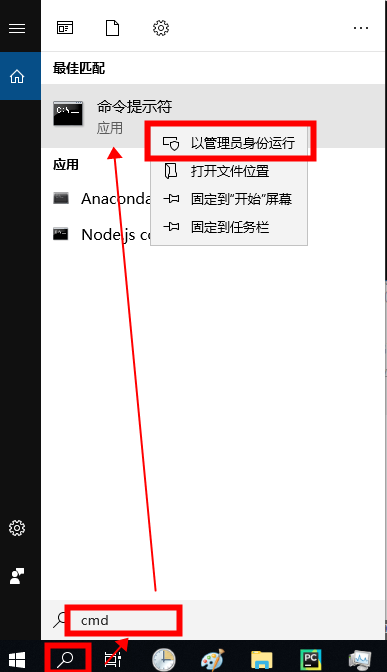 最佳匹配
命令提示符
应用
以管理员身份运行
打开文件位置
固定到"开始"屏幕
固定到任务栏
应用
Anaconda
Node.js co
cmd
PC